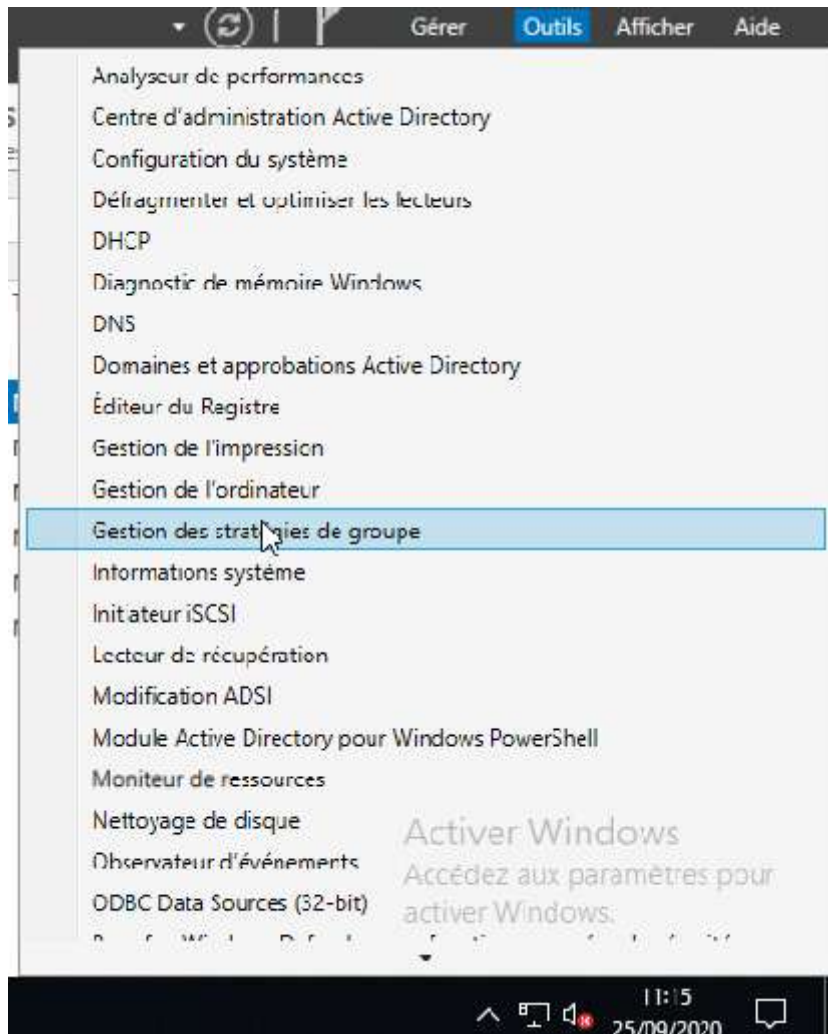 Gérer Outils Afficher Aide
Analyseur de performances
Centre d'administration Active Directory
Configuration du système
Défragmenter et optimiser les lecteurs
DHCP
Diagnostic de mémoire Windows
DNS
Domaines et approbations Active Directory
Éditeur du Registre
Gestion de l'impression
Gestion de l'ordinateur
Gestion des stratégies de groupe
Informations système
Initiateur iSCSI
Lecteur de récupération
Modification ADSI
Module Active Directory pour Windows PowerShell
Moniteur de ressources
Nettoyage de disque
Observateur d'événements
ODBC Data Sources (32-bit)
Activer Windows
Accédez aux paramètres pour
activer Windows.
11:15
25/09/2020